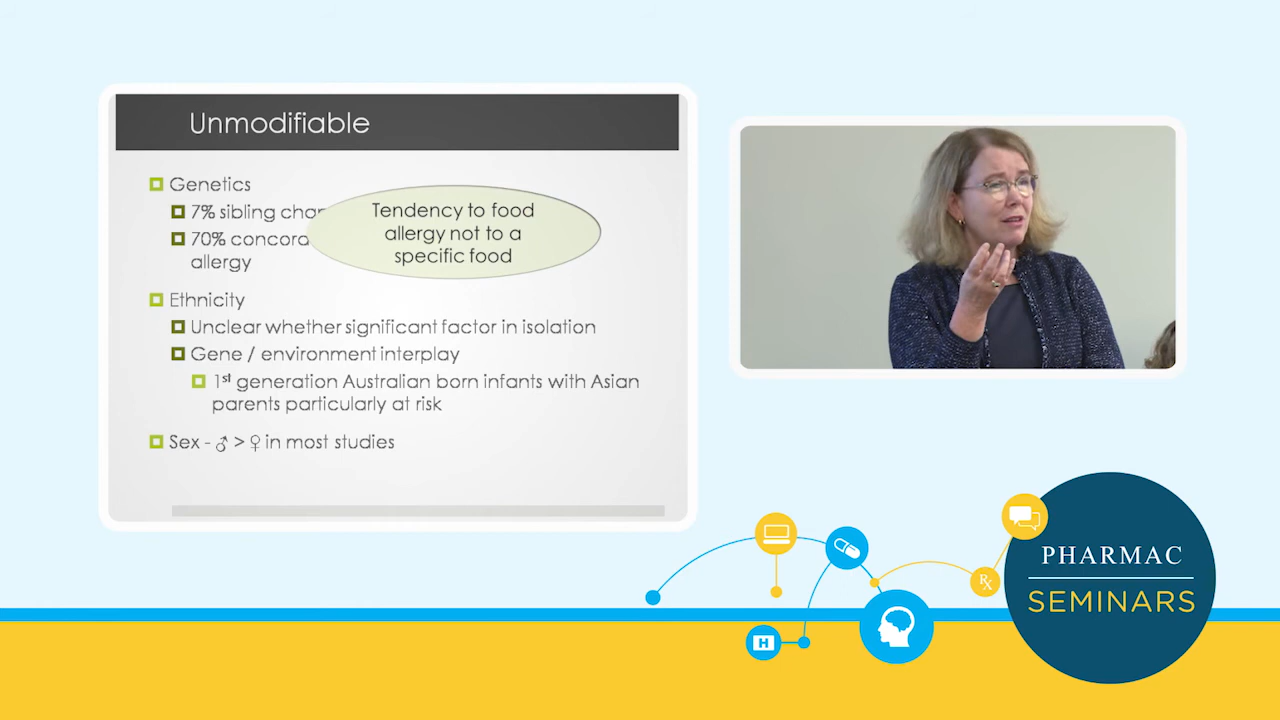 Unmodifiable
Genetics
7% sibling
70%
allergy
Tendency to food
allergy not to a
specific food
Ethnicity
Unclear whether significant factor in isolation
Gene / environment interplay
1st generation Australian born infants with Asian
parents particularly at risk
Sex - ♂ > ♀ in most studies
H
Rx
PHARMAC
SEMINARS